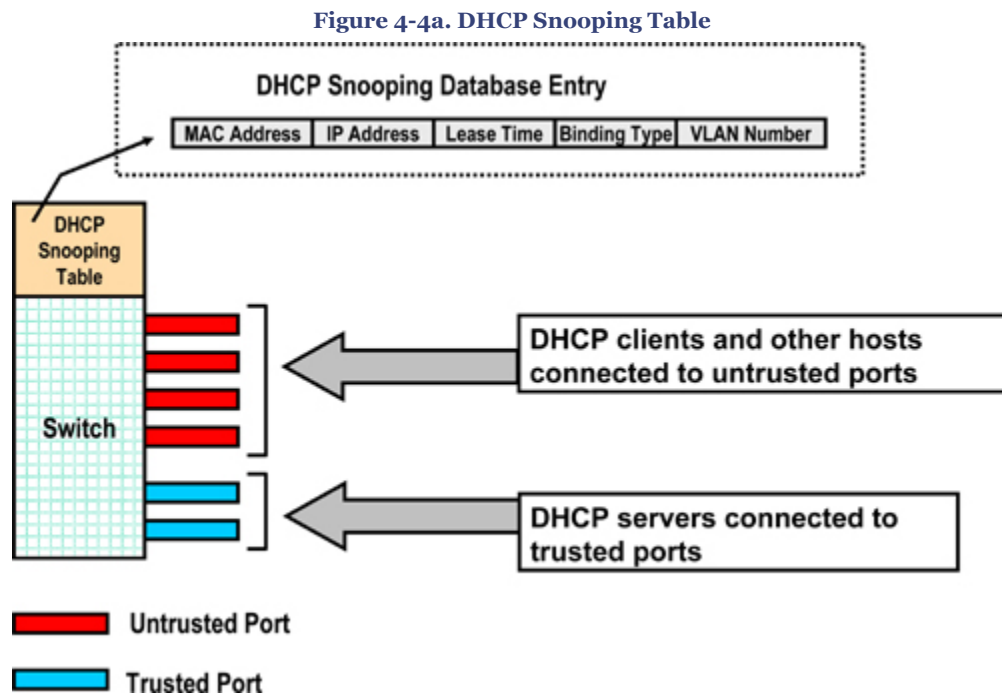 Figure 4-4a. DHCP Snooping Table
DHCP Snooping Database Entry
MAC Address IP Address Lease Time Binding Type VLAN Number
DHCP
Snooping
Table
Switch
DHCP clients and other hosts
connected to untrusted ports
DHCP servers connected to
trusted ports
Untrusted Port
Trusted Port